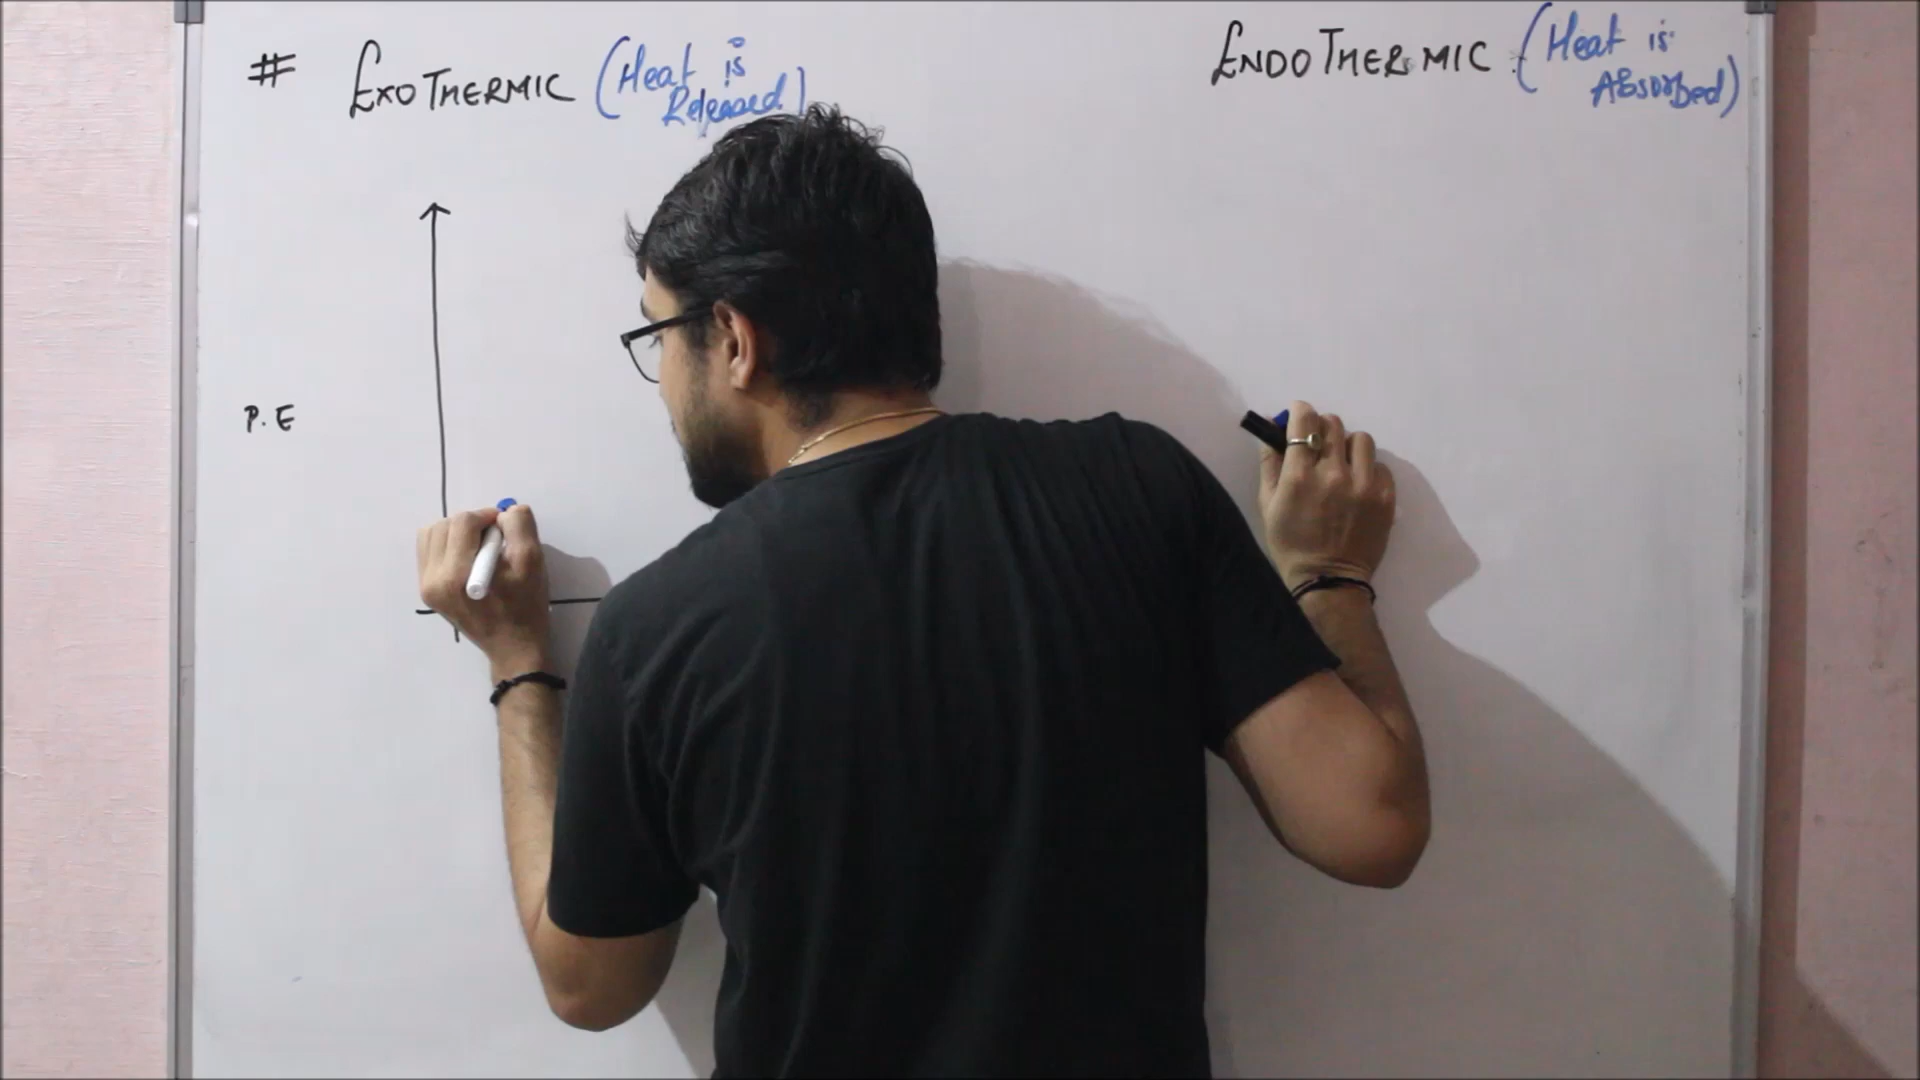 # EXOTHERMIC (Heat is
Released)
ENDOTHERMIC (Heat is
Absorbed)
P.E